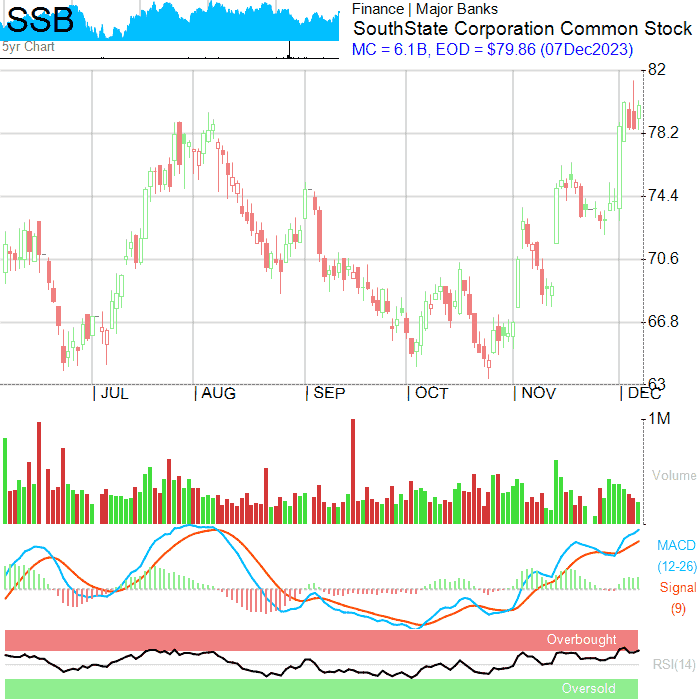 SSB
5yr Chart
Finance | Major Banks
SouthState Corporation Common Stock
MC = 6.1B, EOD = $79.86 (07Dec2023)
82
78.2
74.4
70.6
66.8
63
| JUL | AUG | SEP | OCT | NOV | DEC
1M
Volume
MACD
(12-26)
Signal
(9)
Overbought
RSI(14)
Oversold